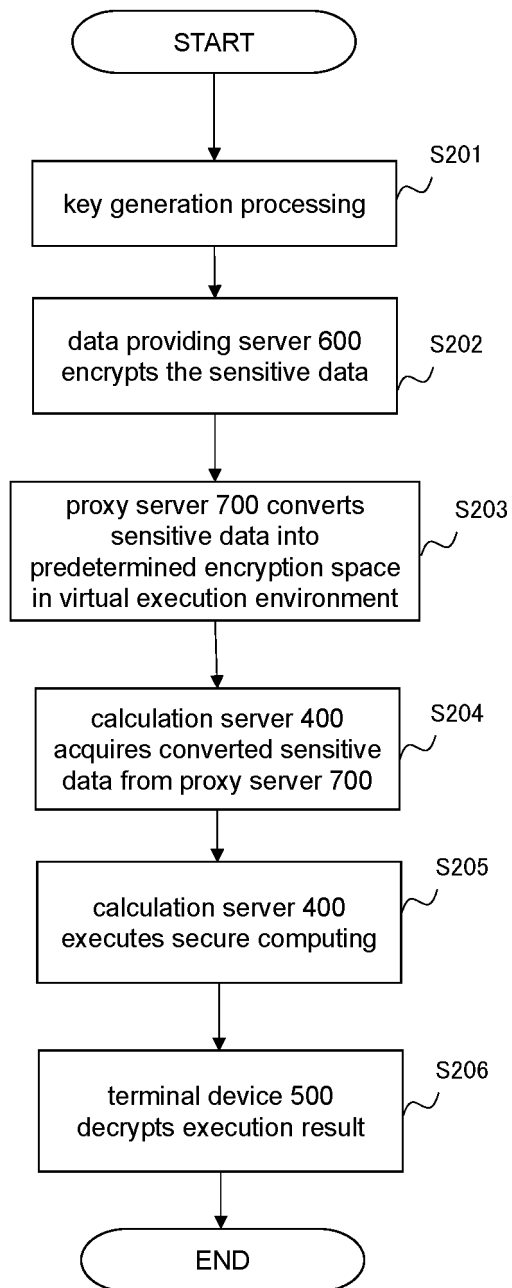 START
S201
key generation processing
S202
data providing server 600
encrypts the sensitive data
S203
proxy server 700 converts
sensitive data into
predetermined encryption space
in virtual execution environment
S204
calculation server 400
acquires converted sensitive
data from proxy server 700
S205
calculation server 400
executes secure computing
S206
terminal device 500
decrypts execution result
END